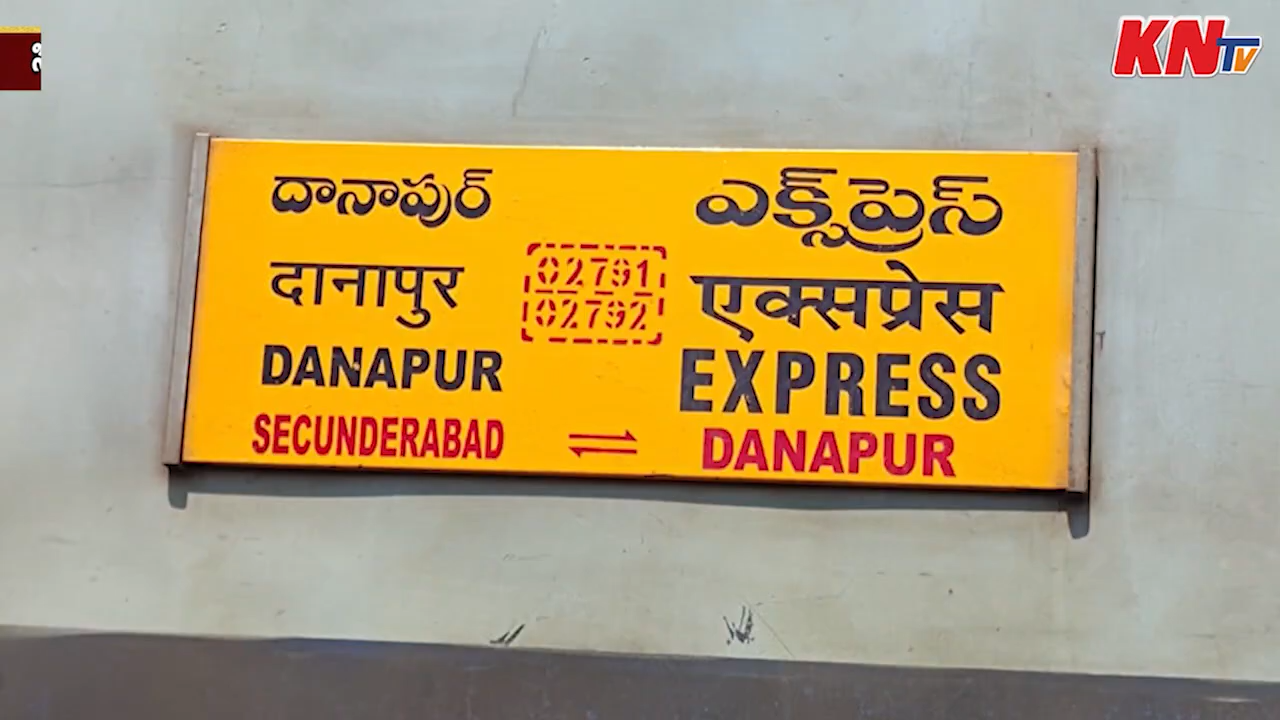 KNTV
దానాపుర్ ఎక్స్‌ప్రెస్
02791
दानापुर एक्सप्रेस
02792
DANAPUR EXPRESS
SECUNDERABAD ⇌ DANAPUR